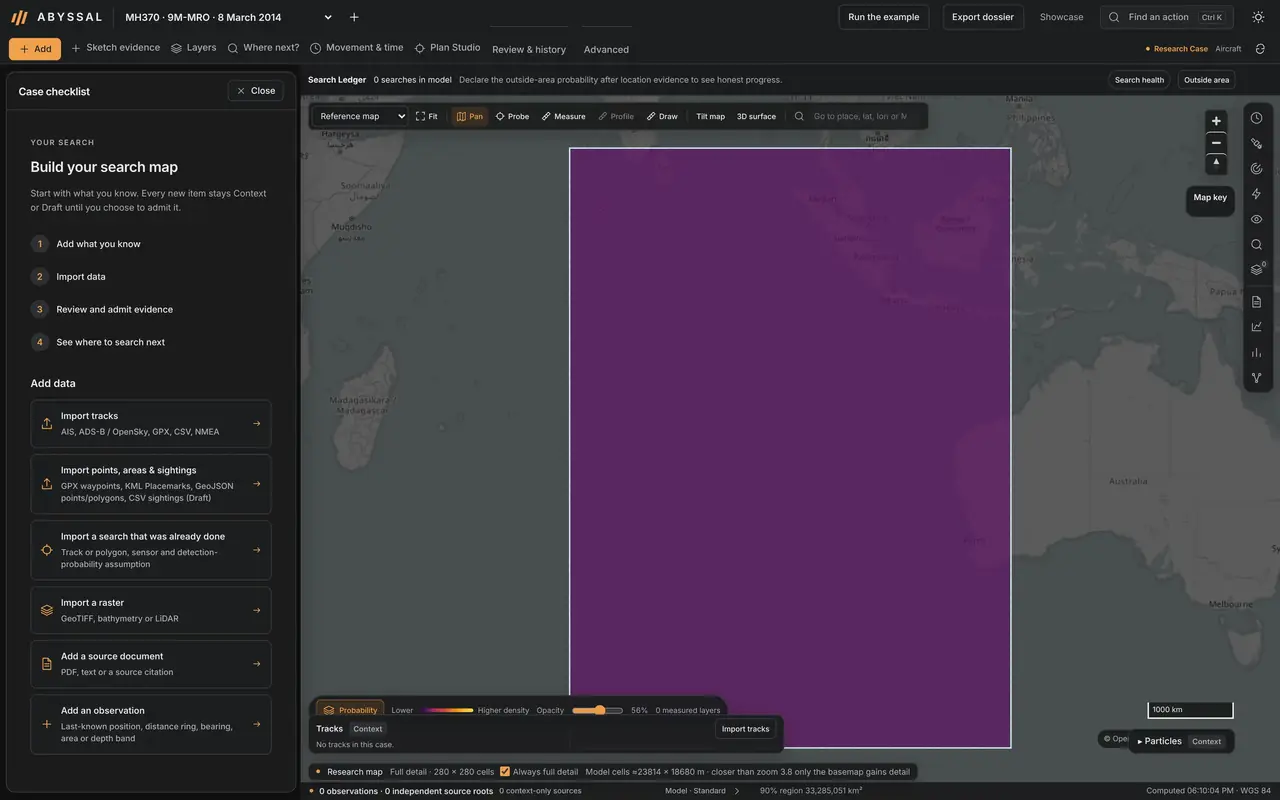 ABYSSAL
MH370 · 9M-MRO · 8 March 2014
Run the example
Export dossier
Showcase
Find an action
Ctrl K
Add
Sketch evidence
Layers
Where next?
Movement & time
Plan Studio
Review & history
Advanced
Research Case
Aircraft
Case checklist
Close
YOUR SEARCH
Build your search map
Start with what you know. Every new item stays Context
or Draft until you choose to admit it.
1 Add what you know
2 Import data
3 Review and admit evidence
4 See where to search next
Add data
Import tracks
AIS, ADS-B / OpenSky, GPX, CSV, NMEA
Import points, areas & sightings
GPX waypoints, KML Placemarks, GeoJSON
points/polygons, CSV sightings (Draft)
Import a search that was already done
Track or polygon, sensor and detection-
probability assumption
Import a raster
GeoTIFF, bathymetry or LiDAR
Add a source document
PDF, text or a source citation
Add an observation
Last-known position, distance ring, bearing,
area or depth band
Search Ledger 0 searches in model Declare the outside-area probability after location evidence to see honest progress.
Search health
Outside area
Reference map
Fit
Pan
Probe
Measure
Profile
Draw
Tilt map
3D surface
Go to place, lat, lon or M
Manila
Philippines
Hargeysa
Soomaaliya
Muqdisho
Map key
0
Papua
Madagasikara /
Madagascar
Australia
Melbourne
1000 km
Probability
Lower
Higher density
Opacity
56%
0 measured layers
Tracks
Context
Import tracks
No tracks in this case.
© Ope
Particles
Context
Research map Full detail · 280 × 280 cells Always full detail Model cells ≈23814 × 18680 m · closer than zoom 3.8 only the basemap gains detail
0 observations · 0 independent source roots 0 context-only sources
Model · Standard
90% region 33,285,051 km²
Computed 06:10:04 PM · WGS 84